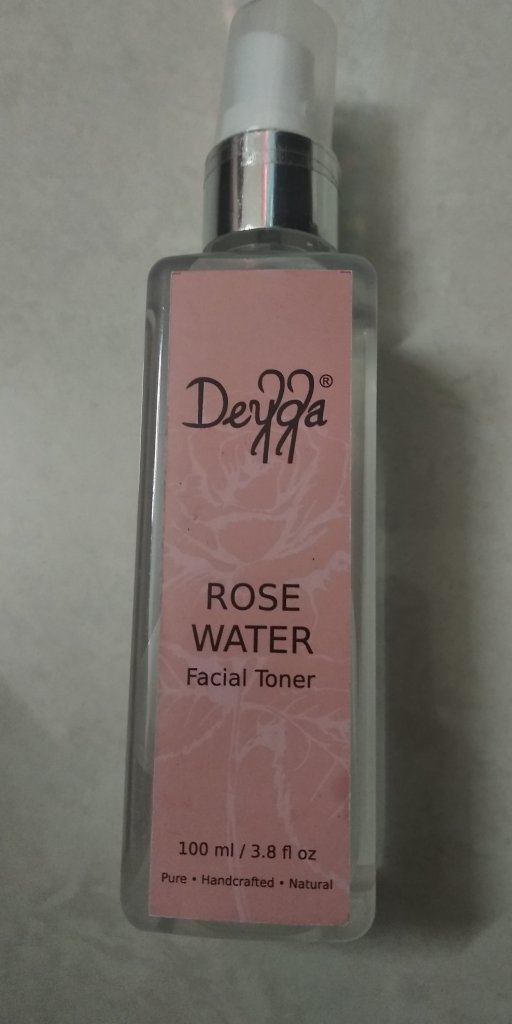 Deyga®
ROSE
WATER
Facial Toner
100 ml / 3.8 fl oz
Pure • Handcrafted • Natural